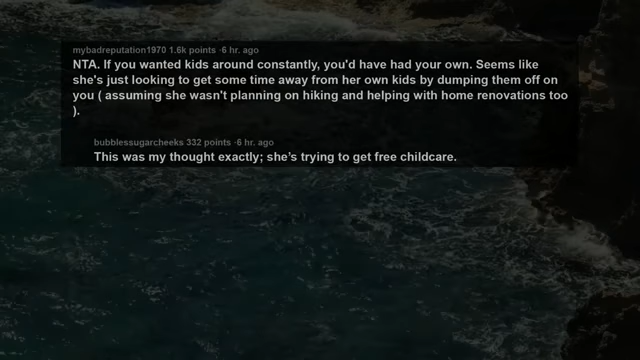 mybadreputation1970 1.6k points ·6 hr. ago
NTA. If you wanted kids around constantly, you'd have had your own. Seems like
she's just looking to get some time away from her own kids by dumping them off on
you ( assuming she wasn't planning on hiking and helping with home renovations too
).
bubblessugarcheeks 332 points ·6 hr. ago
This was my thought exactly; she’s trying to get free childcare.